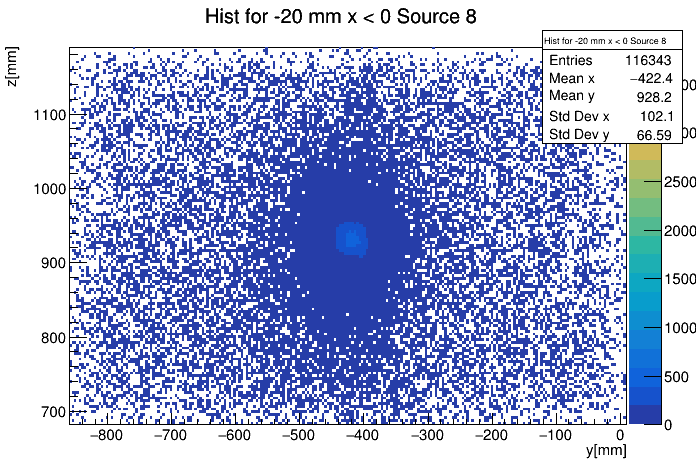 Hist for -20 mm x < 0 Source 8
Hist for -20 mm x < 0 Source 8
Entries 116343
Mean x −422.4
Mean y 928.2
Std Dev x 102.1
Std Dev y 66.59
z[mm]
1100
1000
900
800
700
−800 −700 −600 −500 −400 −300 −200 −100 0
y[mm]
2500
2000
1500
1000
500
0